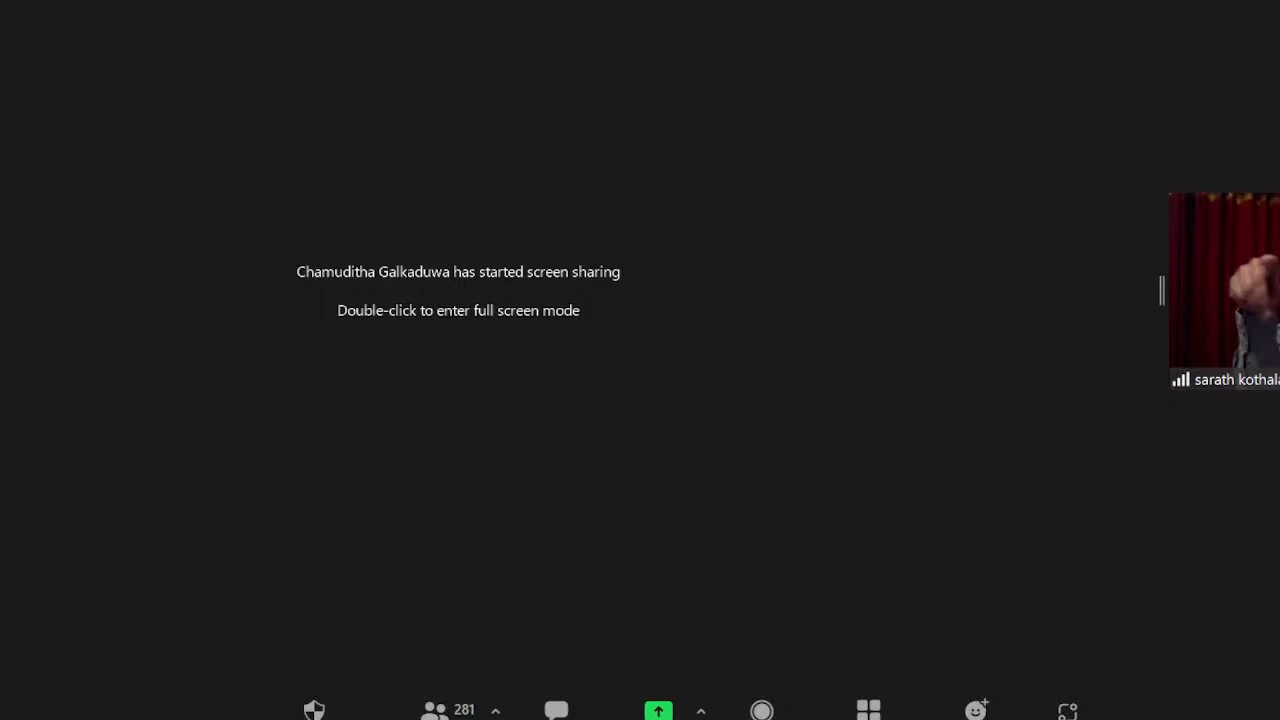 Chamuditha Galkaduwa has started screen sharing
Double-click to enter full screen mode
sarath kothala
281